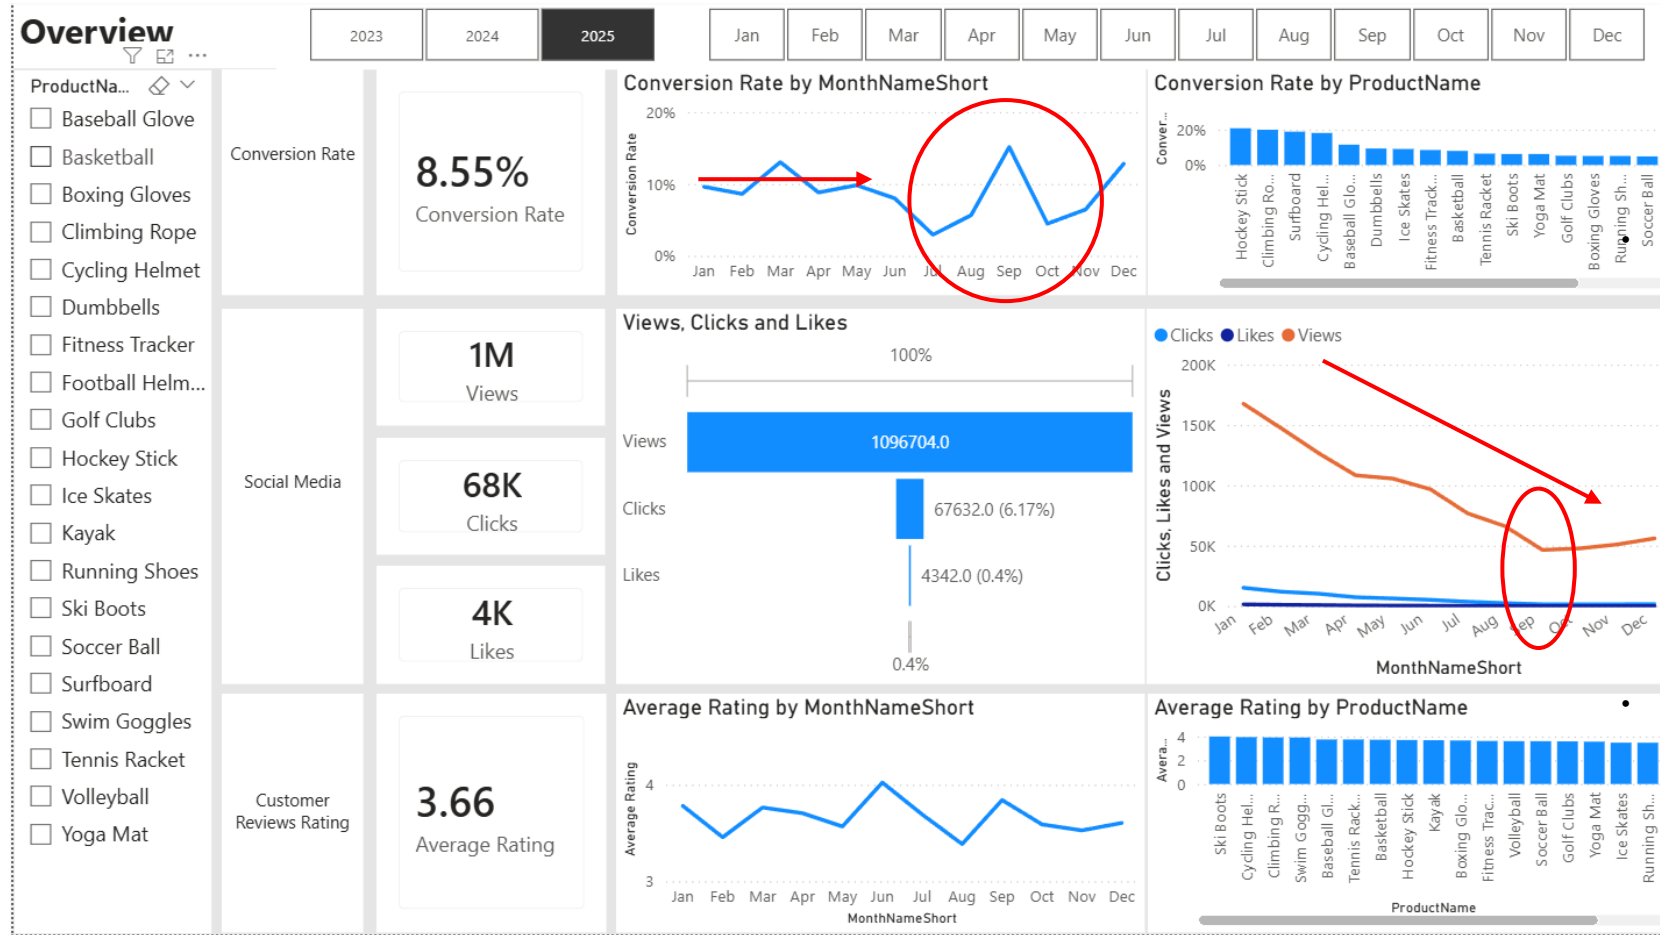 Overview
2023 2024 2025
Jan Feb Mar Apr May Jun Jul Aug Sep Oct Nov Dec
ProductNa...
Baseball Glove
Basketball
Boxing Gloves
Climbing Rope
Cycling Helmet
Dumbbells
Fitness Tracker
Football Helm...
Golf Clubs
Hockey Stick
Ice Skates
Kayak
Running Shoes
Ski Boots
Soccer Ball
Surfboard
Swim Goggles
Tennis Racket
Volleyball
Yoga Mat
Conversion Rate
8.55%
Conversion Rate
Conversion Rate by MonthNameShort
Conversion Rate
20%
10%
0%
Jan Feb Mar Apr May Jun Jul Aug Sep Oct Nov Dec
Conversion Rate by ProductName
Conver...
20%
0%
Hockey Stick
Climbing Ro...
Surfboard
Cycling Hel...
Baseball Glo...
Dumbbells
Ice Skates
Fitness Track...
Basketball
Tennis Racket
Ski Boots
Yoga Mat
Golf Clubs
Boxing Gloves
Running Sh...
Soccer Ball
Social Media
1M
Views
68K
Clicks
4K
Likes
Views, Clicks and Likes
100%
Views 1096704.0
Clicks 67632.0 (6.17%)
Likes 4342.0 (0.4%)
0.4%
Clicks Likes Views
Clicks, Likes and Views
200K
150K
100K
50K
0K
Jan Feb Mar Apr May Jun Jul Aug Sep Oct Nov Dec
MonthNameShort
Customer
Reviews Rating
3.66
Average Rating
Average Rating by MonthNameShort
Average Rating
4
3
Jan Feb Mar Apr May Jun Jul Aug Sep Oct Nov Dec
MonthNameShort
Average Rating by ProductName
Avera...
4
2
0
Ski Boots
Cycling Hel...
Climbing R...
Swim Gogg...
Baseball Gl...
Tennis Rack...
Basketball
Hockey Stick
Kayak
Boxing Glo...
Fitness Trac...
Volleyball
Soccer Ball
Golf Clubs
Yoga Mat
Ice Skates
Running Sh...
ProductName